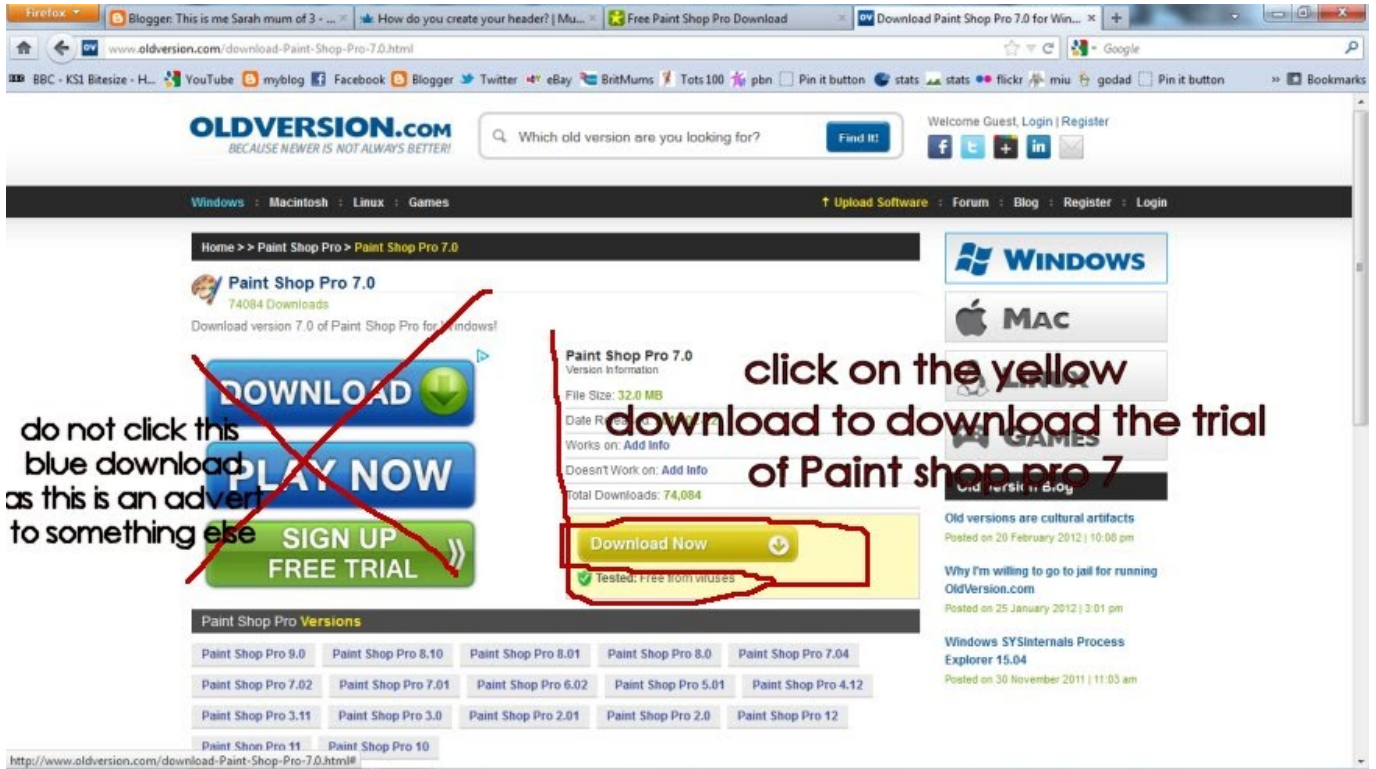 Firefox
Blogger: This is me Sarah mum of 3 - ...
How do you create your header? | Mu...
Free Paint Shop Pro Download
Download Paint Shop Pro 7.0 for Win...
www.oldversion.com/download-Paint-Shop-Pro-7.0.html
Google
BBC - KS1 Bitesize - H... YouTube myblog Facebook Blogger Twitter eBay BritMums Tots 100 pbn Pin it button stats stats flickr miu godad Pin it button » Bookmarks
OLDVERSION.COM
BECAUSE NEWER IS NOT ALWAYS BETTER!
Which old version are you looking for?
Find It!
Welcome Guest, Login | Register
Windows : Macintosh : Linux : Games
↑ Upload Software : Forum : Blog : Register : Login
Home > > Paint Shop Pro > Paint Shop Pro 7.0
Paint Shop Pro 7.0
74084 Downloads
Download version 7.0 of Paint Shop Pro for Windows!
DOWNLOAD
PLAY NOW
SIGN UP
FREE TRIAL
do not click this
blue download
as this is an advert
to something else
Paint Shop Pro 7.0
Version Information
File Size: 32.0 MB
Date
Works on: Add Info
Doesn't Work on: Add Info
Total Downloads: 74,084
Download Now
Tested: Free from viruses
click on the yellow
download to download the trial
of Paint shop pro 7
WINDOWS
MAC
LINUX
GAMES
Old Version Blog
Old versions are cultural artifacts
Posted on 20 February 2012 | 10:08 pm
Why I'm willing to go to jail for running
OldVersion.com
Posted on 25 January 2012 | 3:01 pm
Windows SYSInternals Process
Explorer 15.04
Posted on 30 November 2011 | 11:03 am
Paint Shop Pro Versions
Paint Shop Pro 9.0 Paint Shop Pro 8.10 Paint Shop Pro 8.01 Paint Shop Pro 8.0 Paint Shop Pro 7.04
Paint Shop Pro 7.02 Paint Shop Pro 7.01 Paint Shop Pro 6.02 Paint Shop Pro 5.01 Paint Shop Pro 4.12
Paint Shop Pro 3.11 Paint Shop Pro 3.0 Paint Shop Pro 2.01 Paint Shop Pro 2.0 Paint Shop Pro 12
Paint Shop Pro 11 Paint Shop Pro 10
http://www.oldversion.com/download-Paint-Shop-Pro-7.0.html#